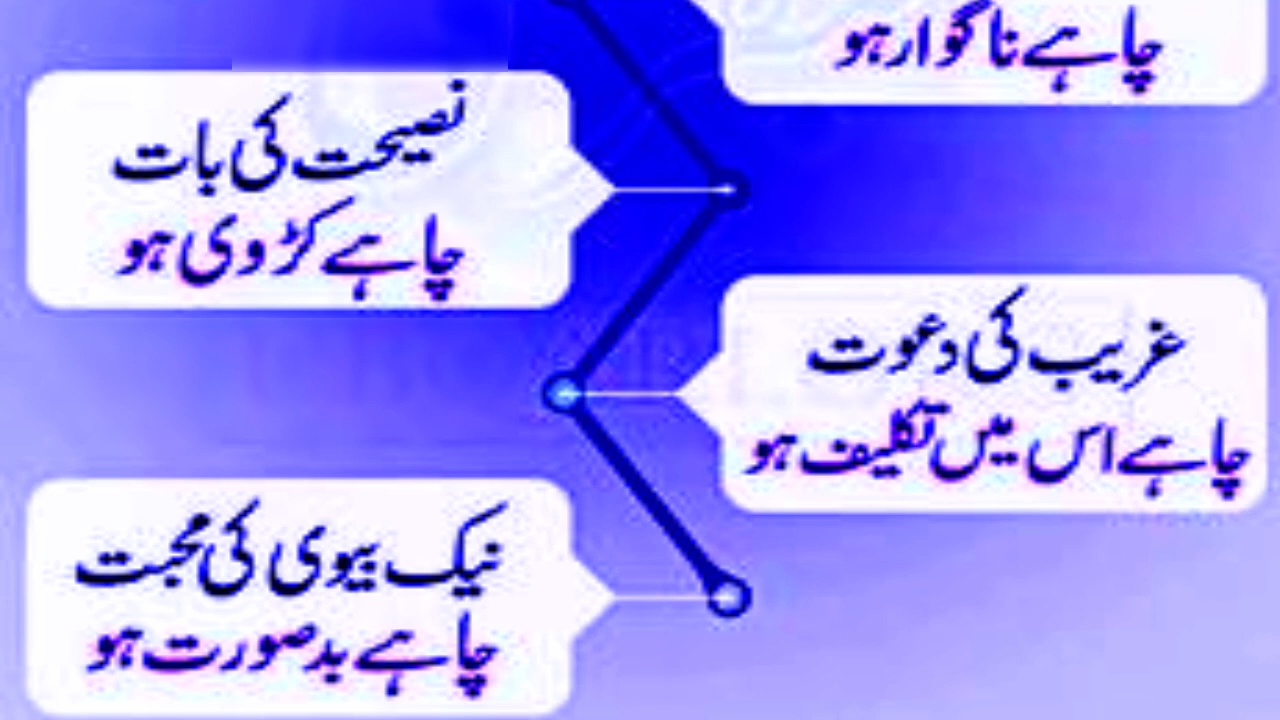 چاہے ناگوار ہو
نصیحت کی بات
چاہے کڑوی ہو
غریب کی دعوت
چاہے اس میں تکلیف ہو
نیک بیوی کی محبت
چاہے بدصورت ہو